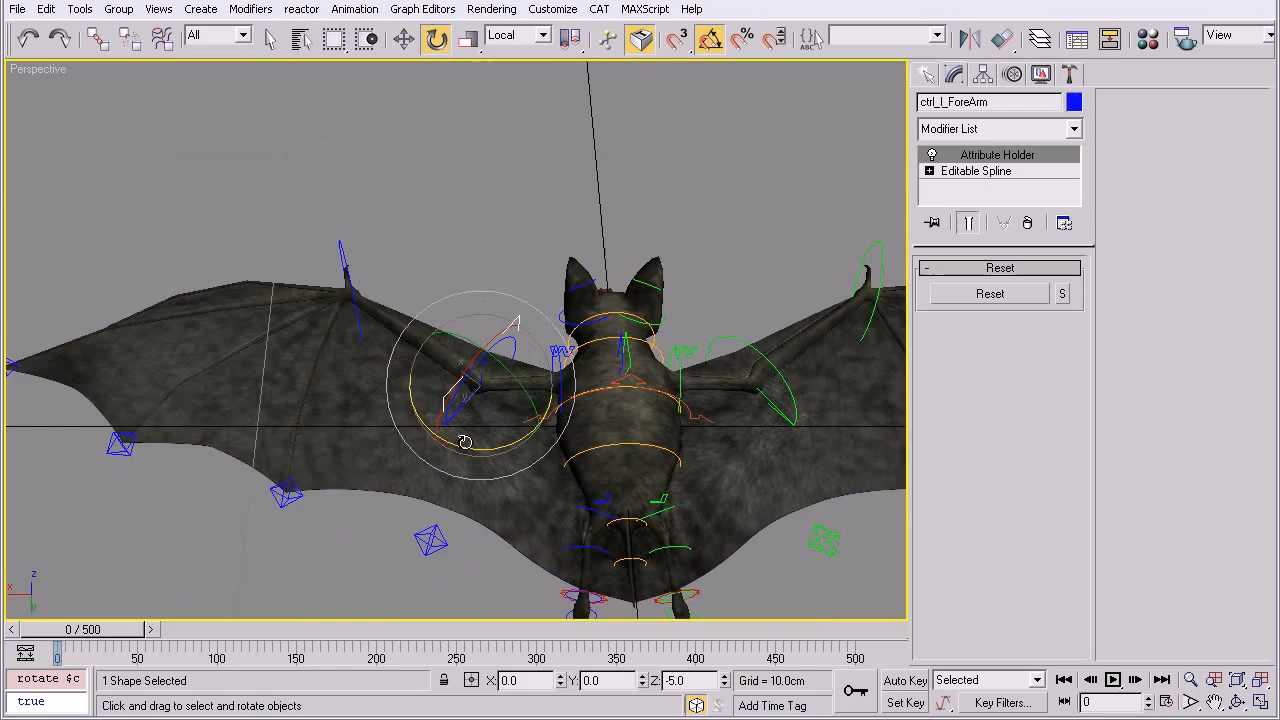 File Edit Tools Group Views Create Modifiers reactor Animation Graph Editors Rendering Customize CAT MAXScript Help
All Local 3 % View
Perspective
ctrl_l_ForeArm
Modifier List
Attribute Holder
Editable Spline
- Reset
Reset S
x
y
z
x
y
< 0 / 500 >
0 50 100 150 200 250 300 350 400 450 500
rotate $c 1 Shape Selected X: 0.0 Y: 0.0 Z: -5.0 Grid = 10.0cm Auto Key Selected
true Click and drag to select and rotate objects Add Time Tag Set Key Key Filters... 0